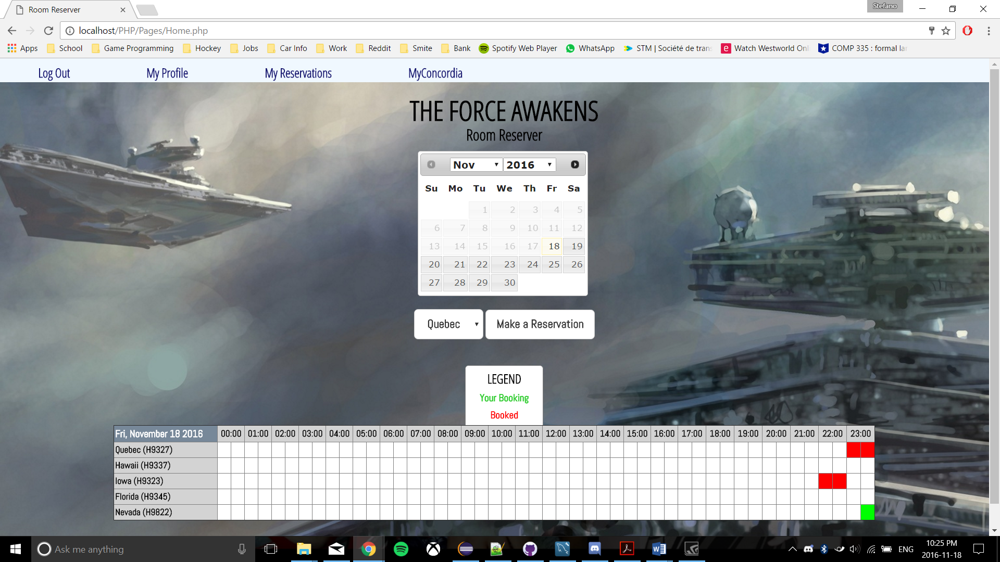 Room Reserver
Stefano
localhost/PHP/Pages/Home.php
Apps School Game Programming Hockey Jobs Car Info Work Reddit Smite Bank Spotify Web Player WhatsApp STM | Société de trans Watch Westworld Onl COMP 335 : formal lan
Log Out My Profile My Reservations MyConcordia
THE FORCE AWAKENS
Room Reserver
Nov 2016
Su Mo Tu We Th Fr Sa
1 2 3 4 5
6 7 8 9 10 11 12
13 14 15 16 17 18 19
20 21 22 23 24 25 26
27 28 29 30
Quebec Make a Reservation
LEGEND
Your Booking
Booked
Fri, November 18 2016 00:00 01:00 02:00 03:00 04:00 05:00 06:00 07:00 08:00 09:00 10:00 11:00 12:00 13:00 14:00 15:00 16:00 17:00 18:00 19:00 20:00 21:00 22:00 23:00
Quebec (H9327)
Hawaii (H9337)
Iowa (H9323)
Florida (H9345)
Nevada (H9822)
Ask me anything
ENG
10:25 PM
2016-11-18